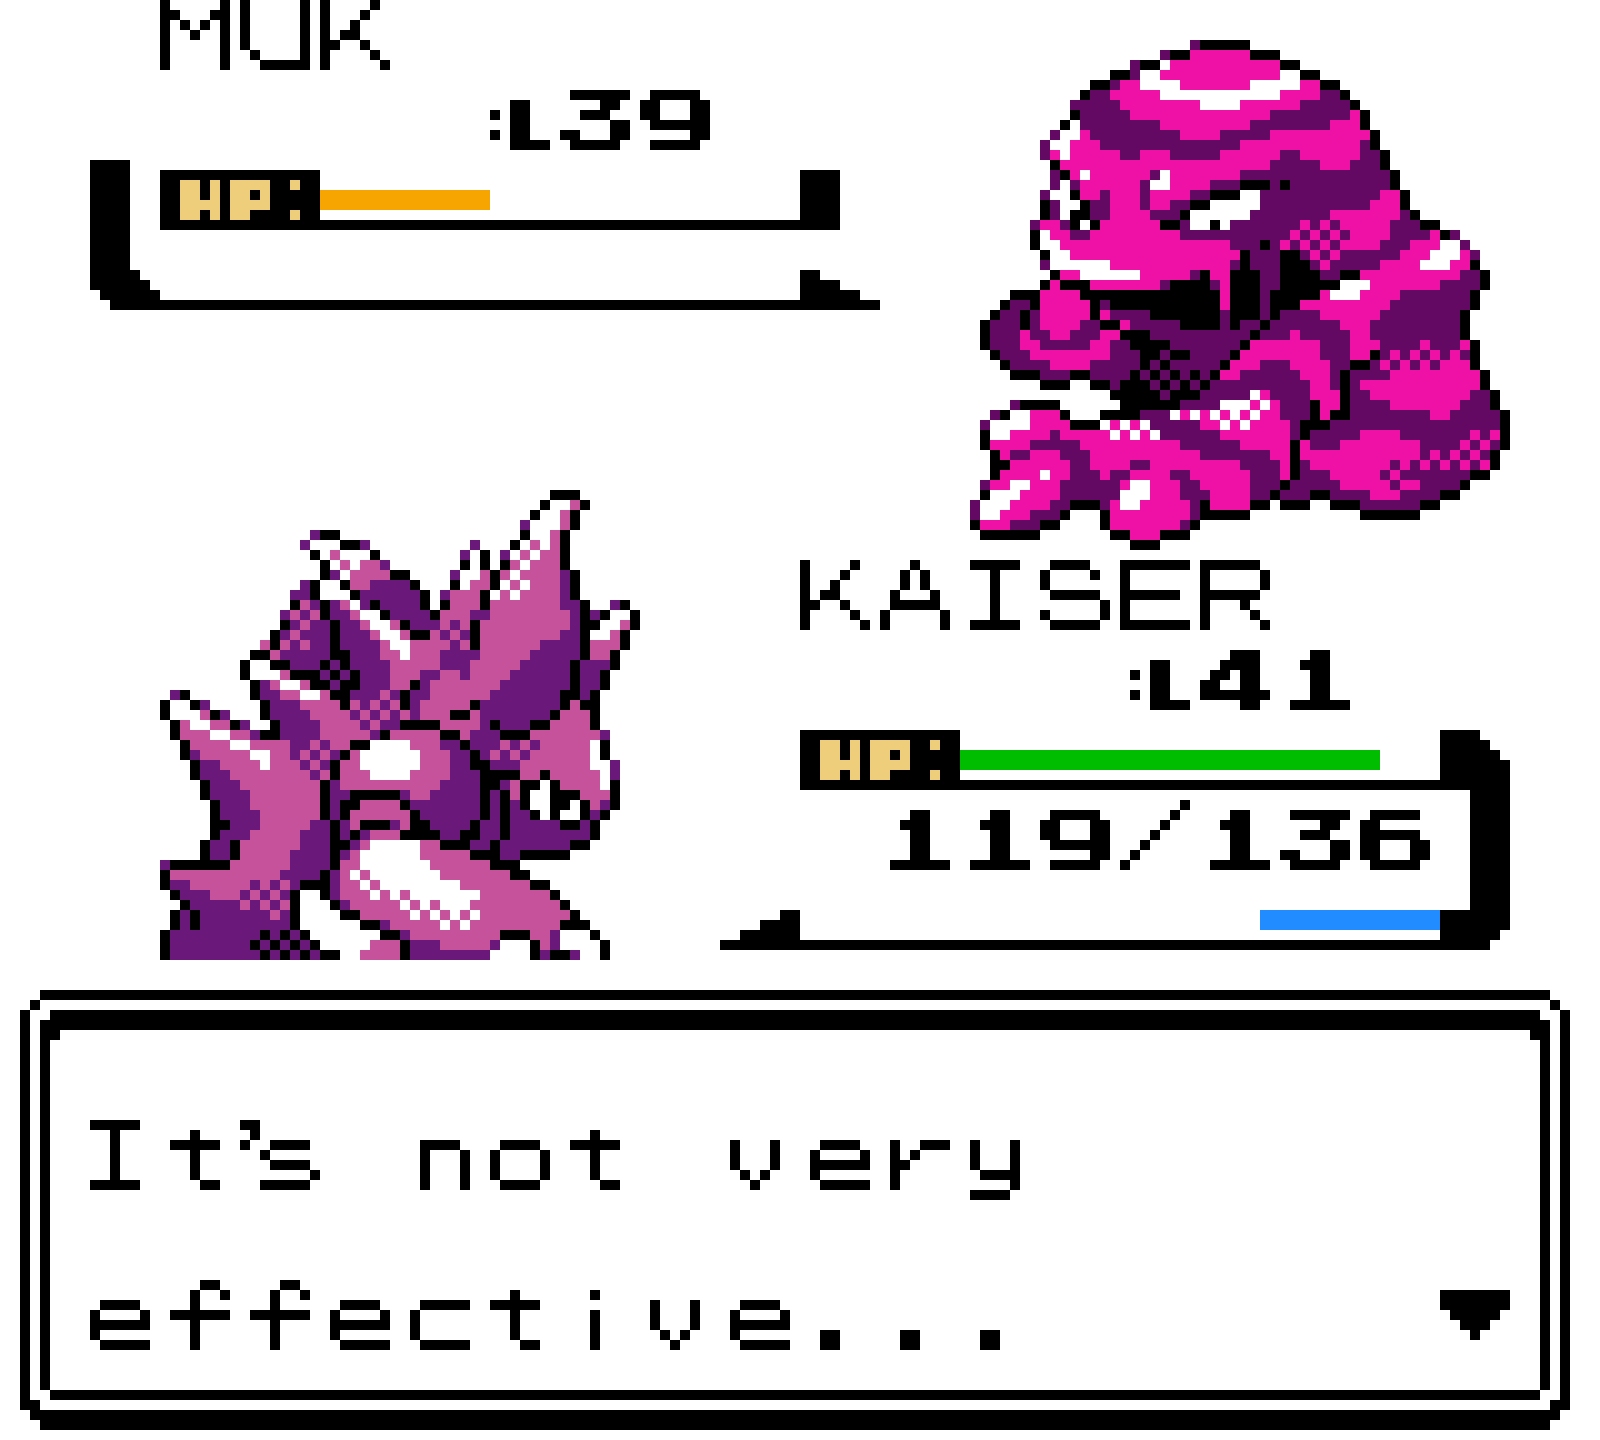 MUK
:L39
HP:
KAISER
:L41
HP:
119/136
It's not very
effective...